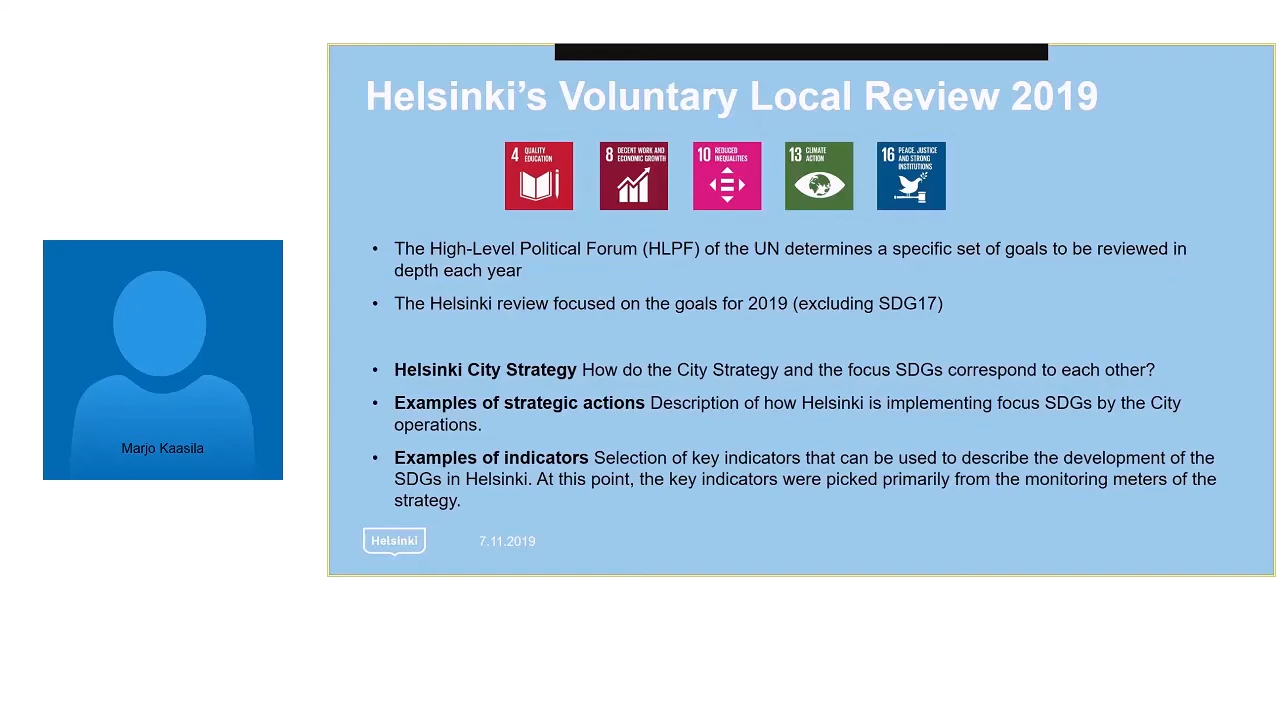 Helsinki's Voluntary Local Review 2019
4 QUALITY
EDUCATION
8 DECENT WORK AND
ECONOMIC GROWTH
10 REDUCED
INEQUALITIES
13 CLIMATE
ACTION
16 PEACE, JUSTICE
AND STRONG
INSTITUTIONS
• The High-Level Political Forum (HLPF) of the UN determines a specific set of goals to be reviewed in
depth each year
• The Helsinki review focused on the goals for 2019 (excluding SDG17)
• Helsinki City Strategy How do the City Strategy and the focus SDGs correspond to each other?
• Examples of strategic actions Description of how Helsinki is implementing focus SDGs by the City
operations.
• Examples of indicators Selection of key indicators that can be used to describe the development of the
SDGs in Helsinki. At this point, the key indicators were picked primarily from the monitoring meters of the
strategy.
Marjo Kaasila
Helsinki
7.11.2019